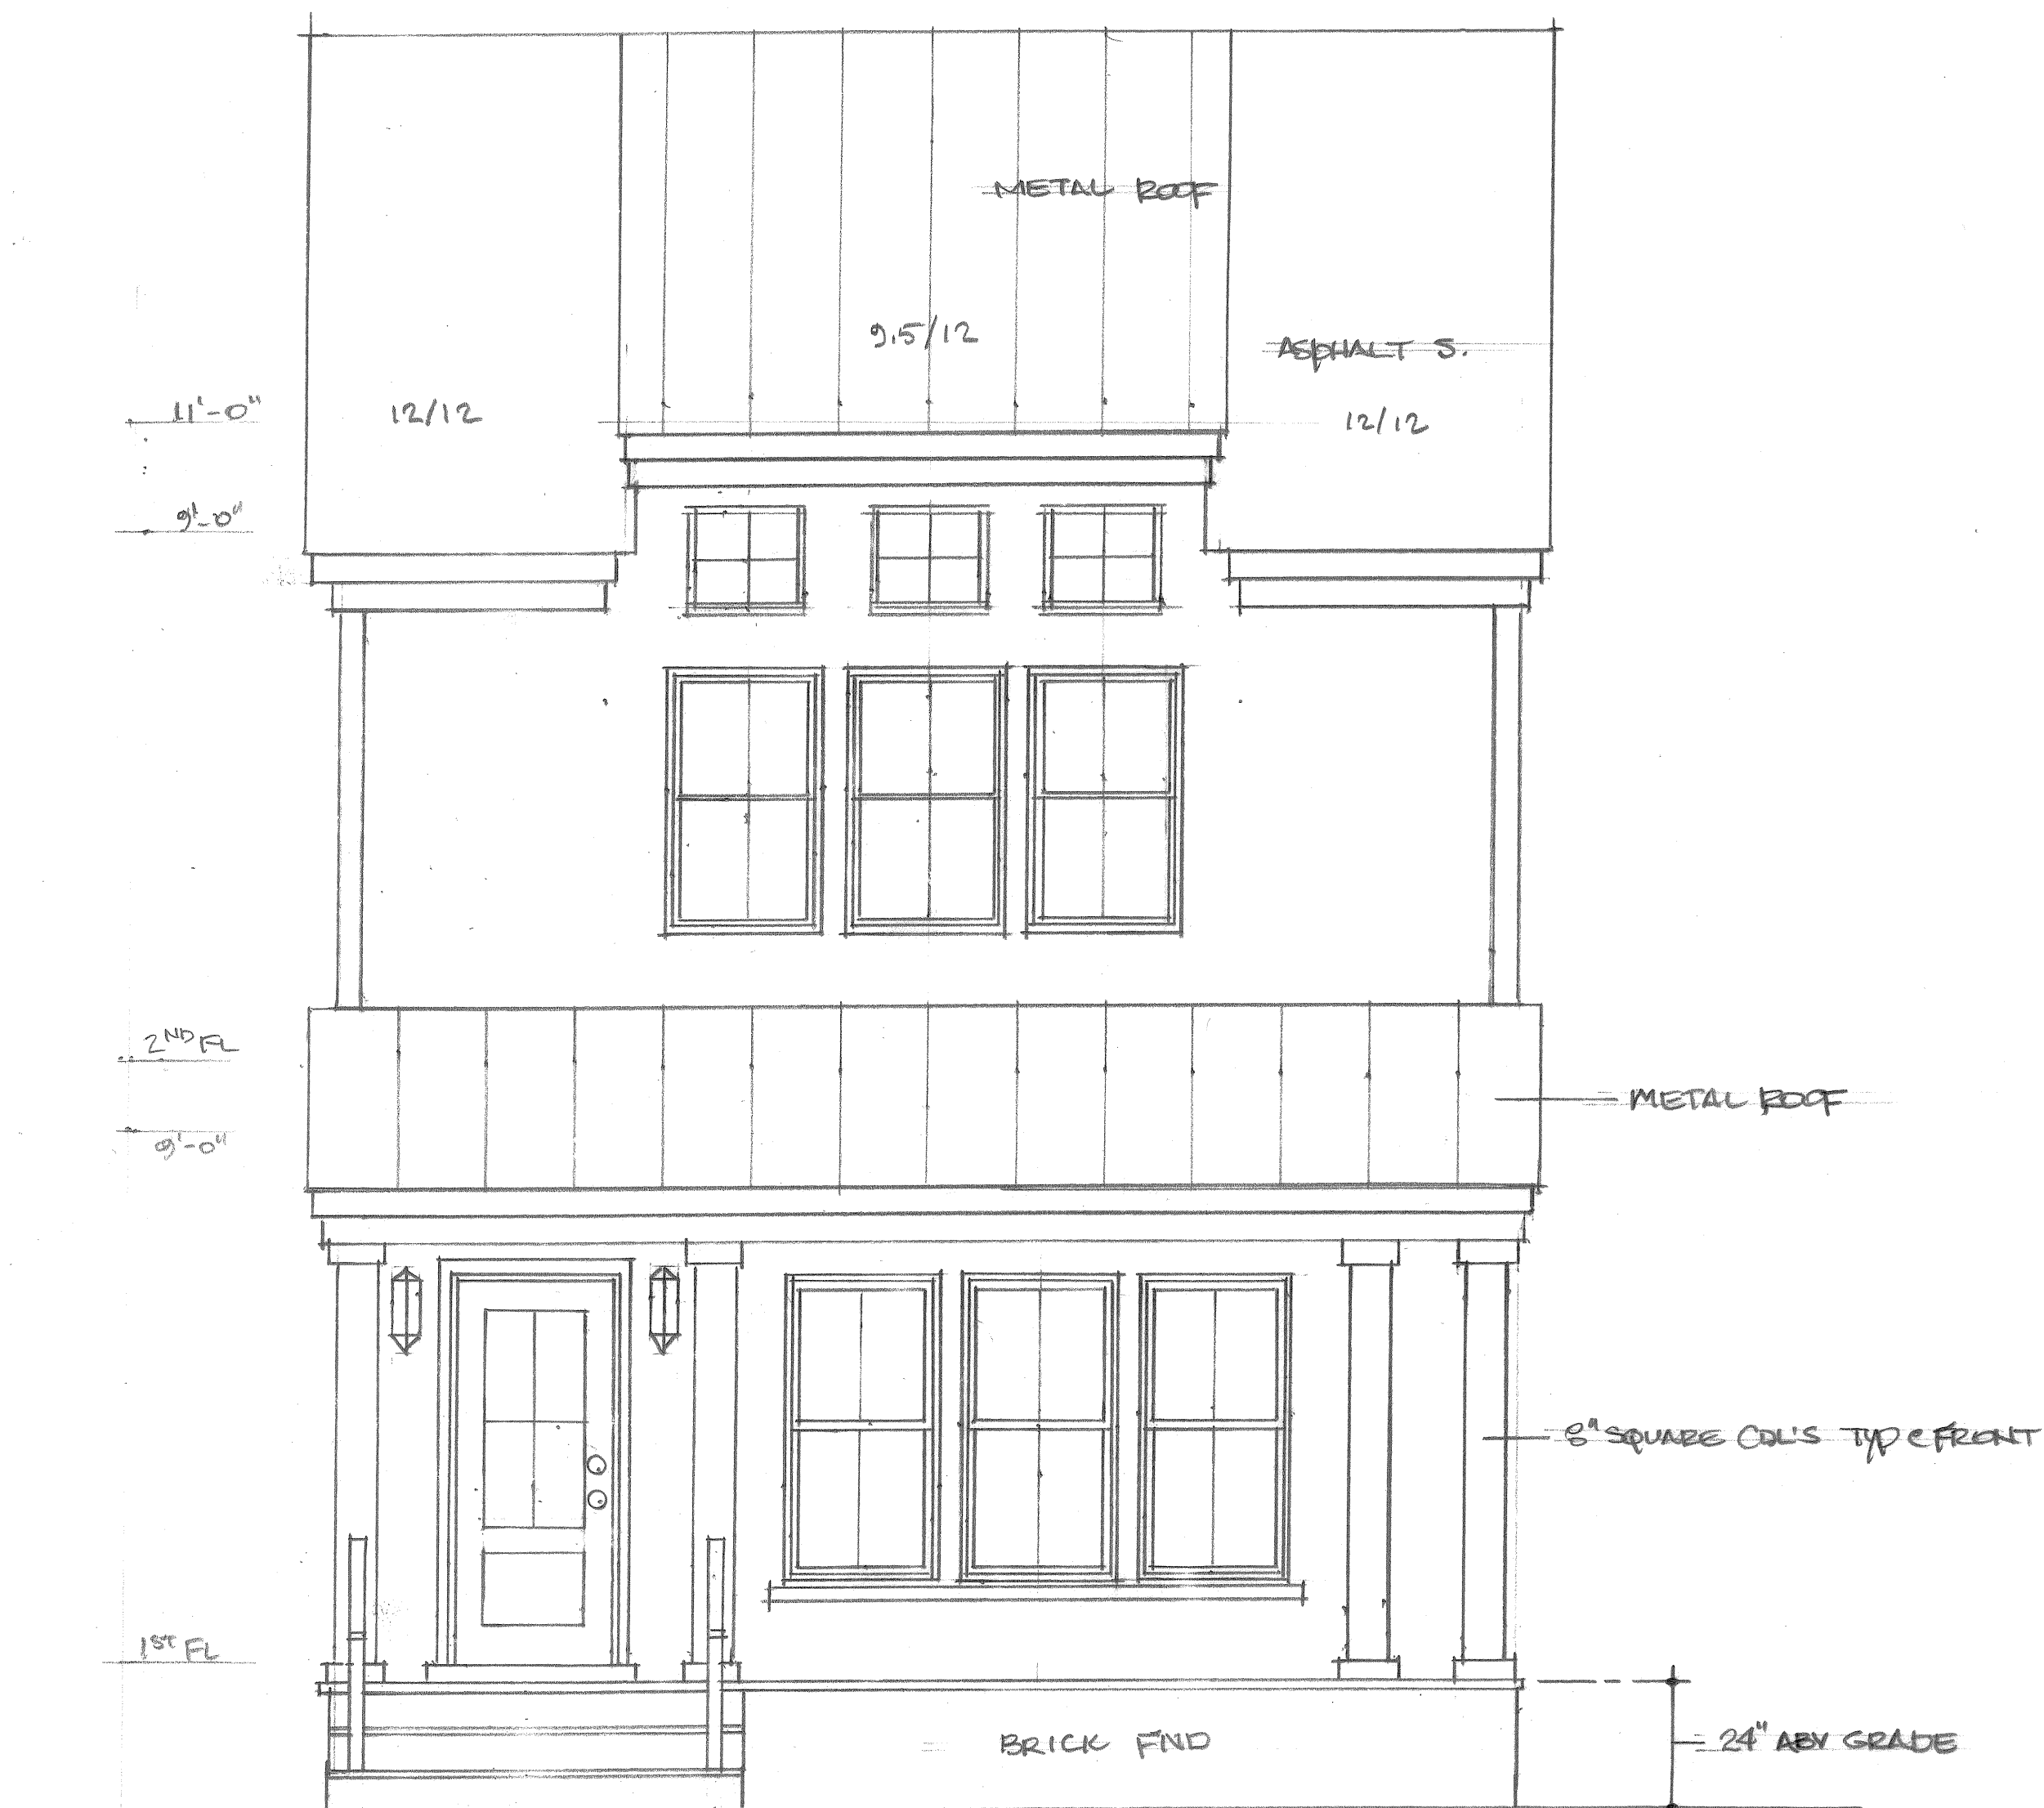 METAL ROOF
9.5/12
ASPHALT S.
11'-0"
12/12
12/12
9'-0"
2ND FL
METAL ROOF
9'-0"
8" SQUARE COL'S TYP @ FRONT
1ST FL
BRICK FND
24" ABV GRADE